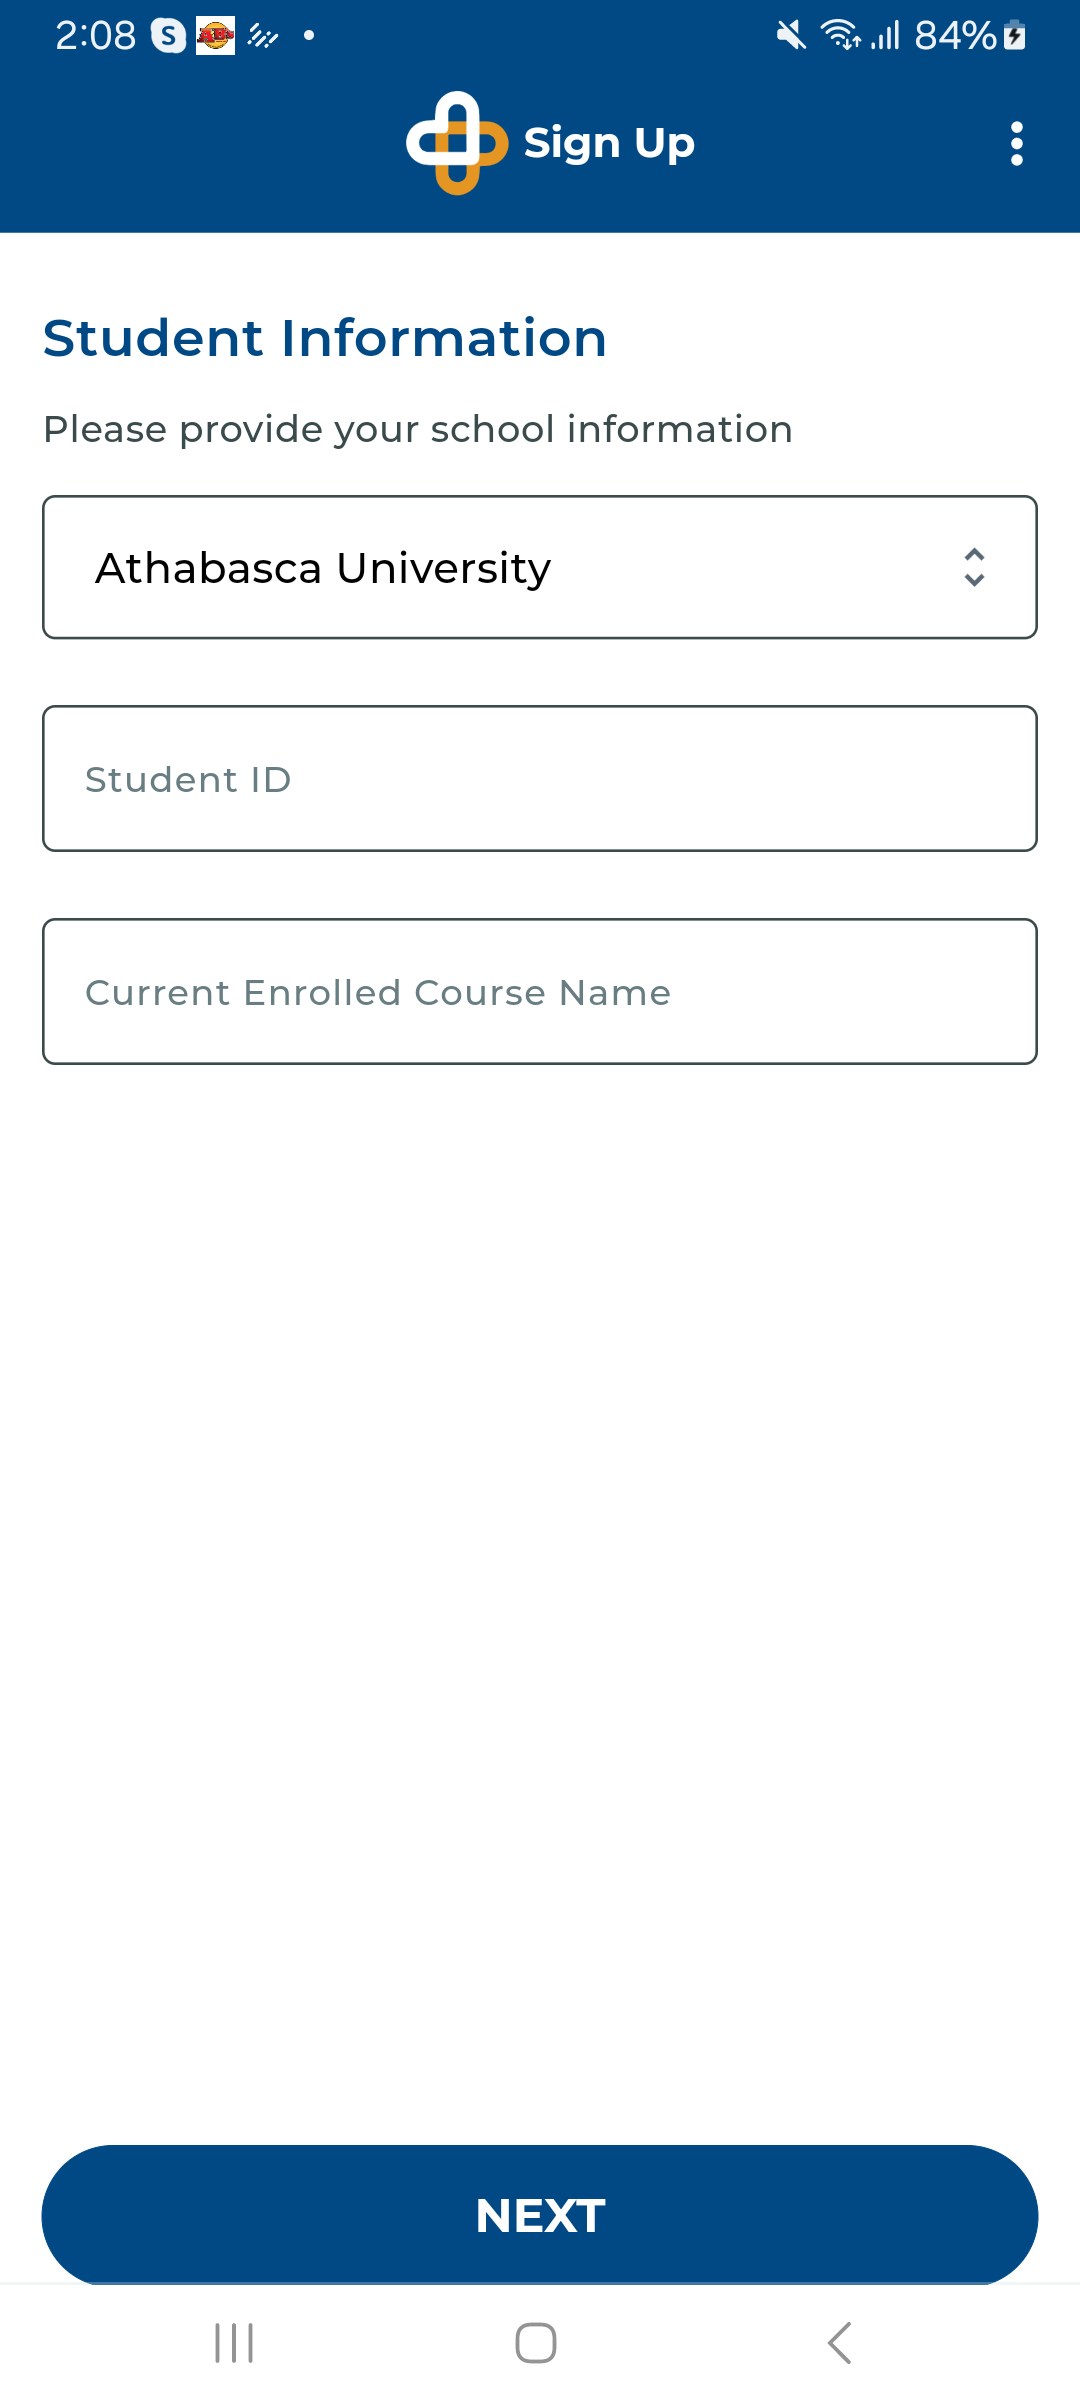 2:08 S ABs 84%
Sign Up
Student Information
Please provide your school information
Athabasca University
Student ID
Current Enrolled Course Name
NEXT